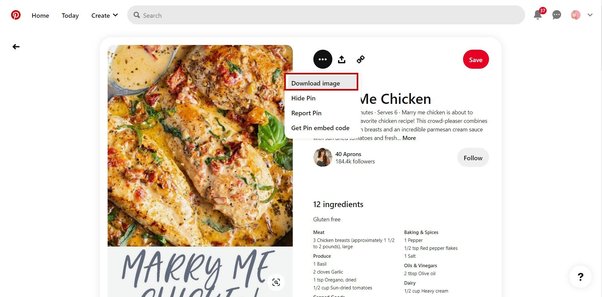 Home
Today
Create
Search
Save
Download image
Hide Pin
Report Pin
Get Pin embed code
Me Chicken
nutes · Serves 6 · Marry me chicken is about to
avorite chicken recipe! This crowd-pleaser combines
n breasts and an incredible parmesan cream sauce
tomatoes and fresh... More
40 Aprons
184.4k followers
Follow
12 ingredients
Gluten free
Meat
3 Chicken breasts (approximately 1 1/2
to 2 pounds), large
Produce
1 Basil
2 cloves Garlic
1 tsp Oregano, dried
1/2 cup Sun-dried tomatoes
Baking & Spices
1 Pepper
1/2 tsp Red pepper flakes
1 Salt
Oils & Vinegars
2 tbsp Olive oil
Dairy
1/2 cup Heavy cream
MARRY ME
CHICKEN!
?